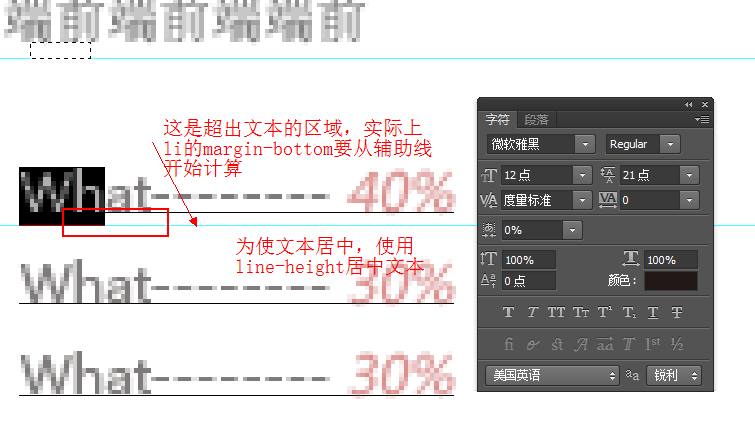 端前端前端端前
这是超出文本的区域，实际上
li的margin-bottom要从辅助线
开始计算
What-------- 40%
为使文本居中，使用
line-height居中文本
What-------- 30%
What-------- 30%
字符 段落
微软雅黑 Regular
12 点 21 点
度量标准 0
0%
100% 100%
0 点 颜色：
T T TT Tt T¹ T₁ T T
fi st A aa T 1st ½
美国英语 aa 锐利